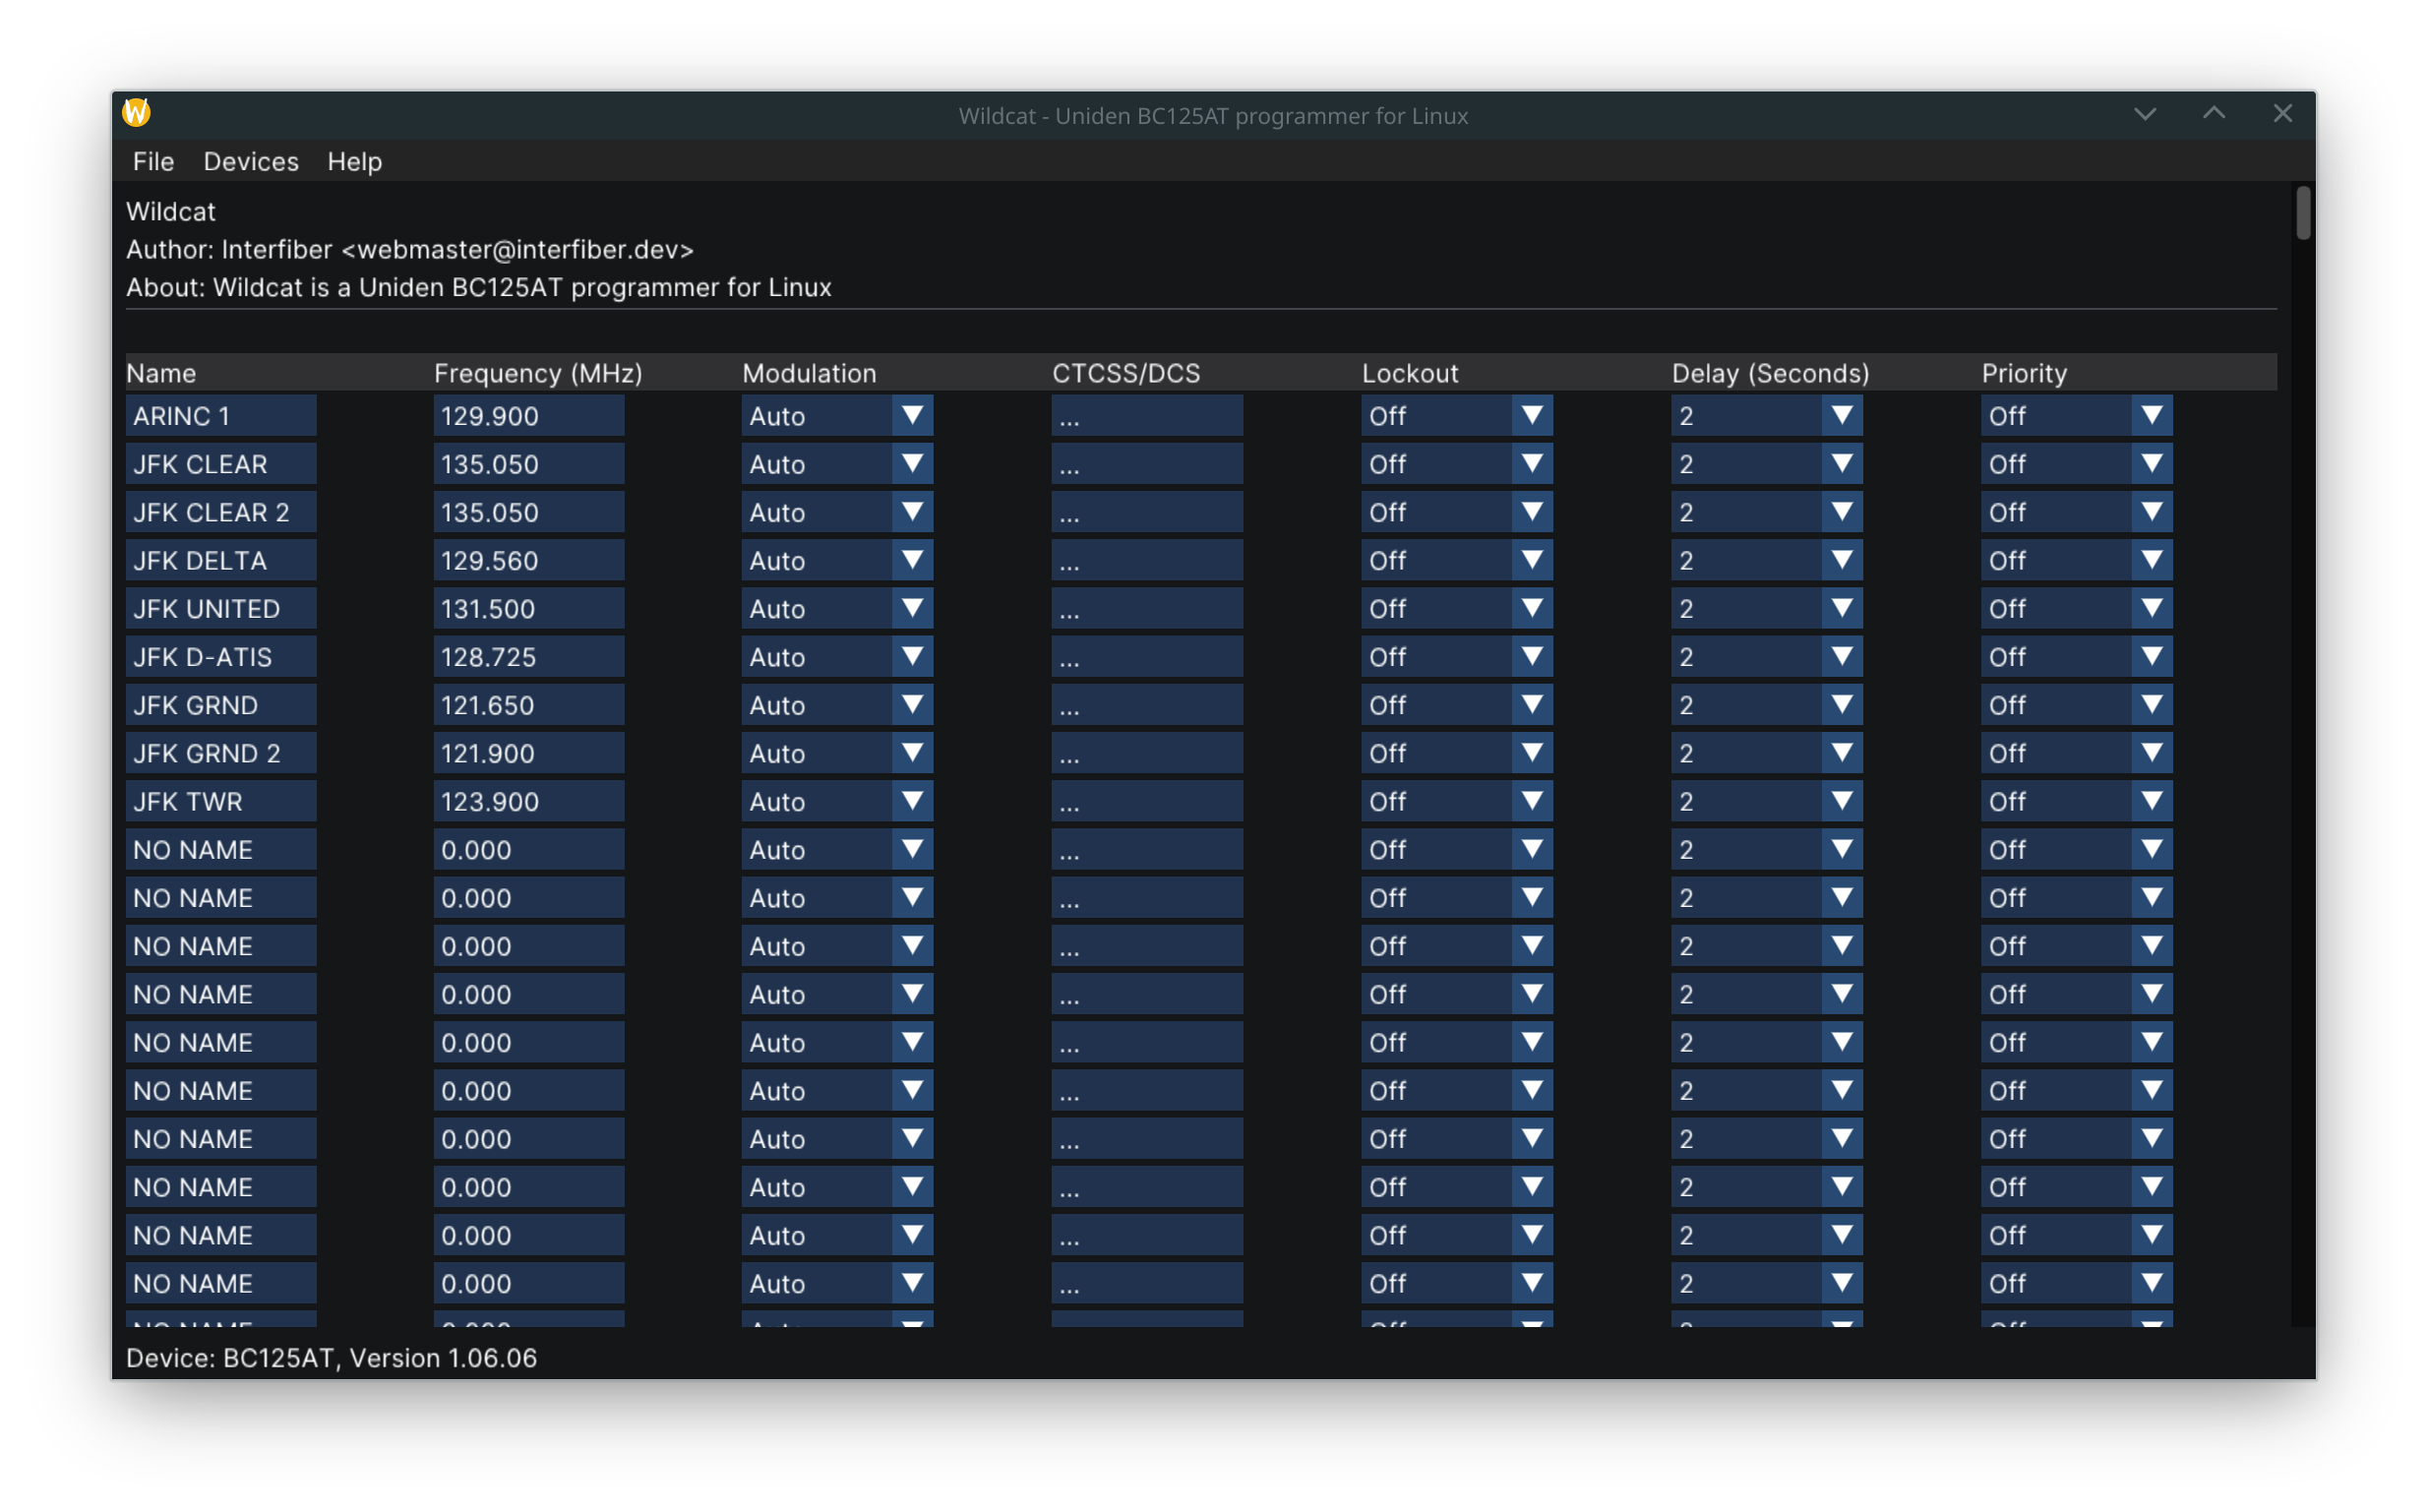 W
Wildcat - Uniden BC125AT programmer for Linux
File Devices Help
Wildcat
Author: Interfiber <webmaster@interfiber.dev>
About: Wildcat is a Uniden BC125AT programmer for Linux
Name Frequency (MHz) Modulation CTCSS/DCS Lockout Delay (Seconds) Priority
ARINC 1 129.900 Auto ... Off 2 Off
JFK CLEAR 135.050 Auto ... Off 2 Off
JFK CLEAR 2 135.050 Auto ... Off 2 Off
JFK DELTA 129.560 Auto ... Off 2 Off
JFK UNITED 131.500 Auto ... Off 2 Off
JFK D-ATIS 128.725 Auto ... Off 2 Off
JFK GRND 121.650 Auto ... Off 2 Off
JFK GRND 2 121.900 Auto ... Off 2 Off
JFK TWR 123.900 Auto ... Off 2 Off
NO NAME 0.000 Auto ... Off 2 Off
NO NAME 0.000 Auto ... Off 2 Off
NO NAME 0.000 Auto ... Off 2 Off
NO NAME 0.000 Auto ... Off 2 Off
NO NAME 0.000 Auto ... Off 2 Off
NO NAME 0.000 Auto ... Off 2 Off
NO NAME 0.000 Auto ... Off 2 Off
NO NAME 0.000 Auto ... Off 2 Off
NO NAME 0.000 Auto ... Off 2 Off
NO NAME 0.000 Auto ... Off 2 Off
Device: BC125AT, Version 1.06.06